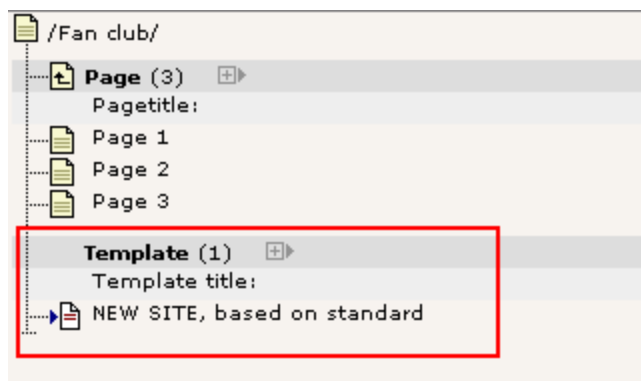 /Fan club/
Page (3)
Pagetitle:
Page 1
Page 2
Page 3
Template (1)
Template title:
NEW SITE, based on standard